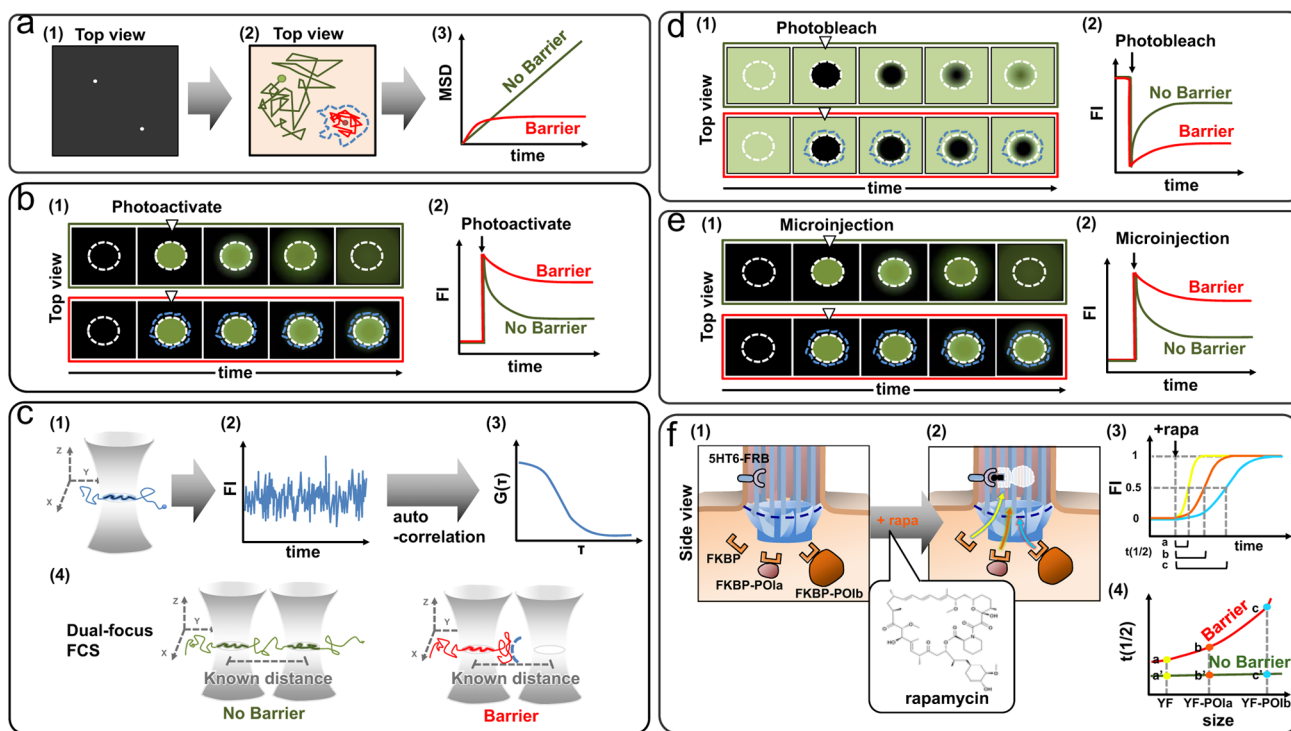 a
(1) Top view
(2) Top view
(3)
MSD
No Barrier
Barrier
time
b
(1)
Photoactivate
Top view
time
(2)
Photoactivate
FI
Barrier
No Barrier
time
c
(1)
Z
Y
X
(2)
FI
time
auto
-correlation
(3)
G(τ)
τ
(4)
Dual-focus
FCS
Z
Y
X
Known distance
No Barrier
Z
Y
X
Known distance
Barrier
d
(1)
Photobleach
Top view
time
(2)
Photobleach
FI
No Barrier
Barrier
time
e
(1)
Microinjection
Top view
time
(2)
Microinjection
FI
Barrier
No Barrier
time
f
(1)
Side view
5HT6-FRB
FKBP
FKBP-POIa
FKBP-POIb
+ rapa
(2)
O
O
OH
O
O
O
N
O
O
HO
O
OH
O
O
OH
rapamycin
(3)
+rapa
FI
1
0.5
0
time
t(1/2)
a
b
c
(4)
t(1/2)
Barrier
No Barrier
a
b
c
a'
b'
c'
YF YF-POIa YF-POIb
size